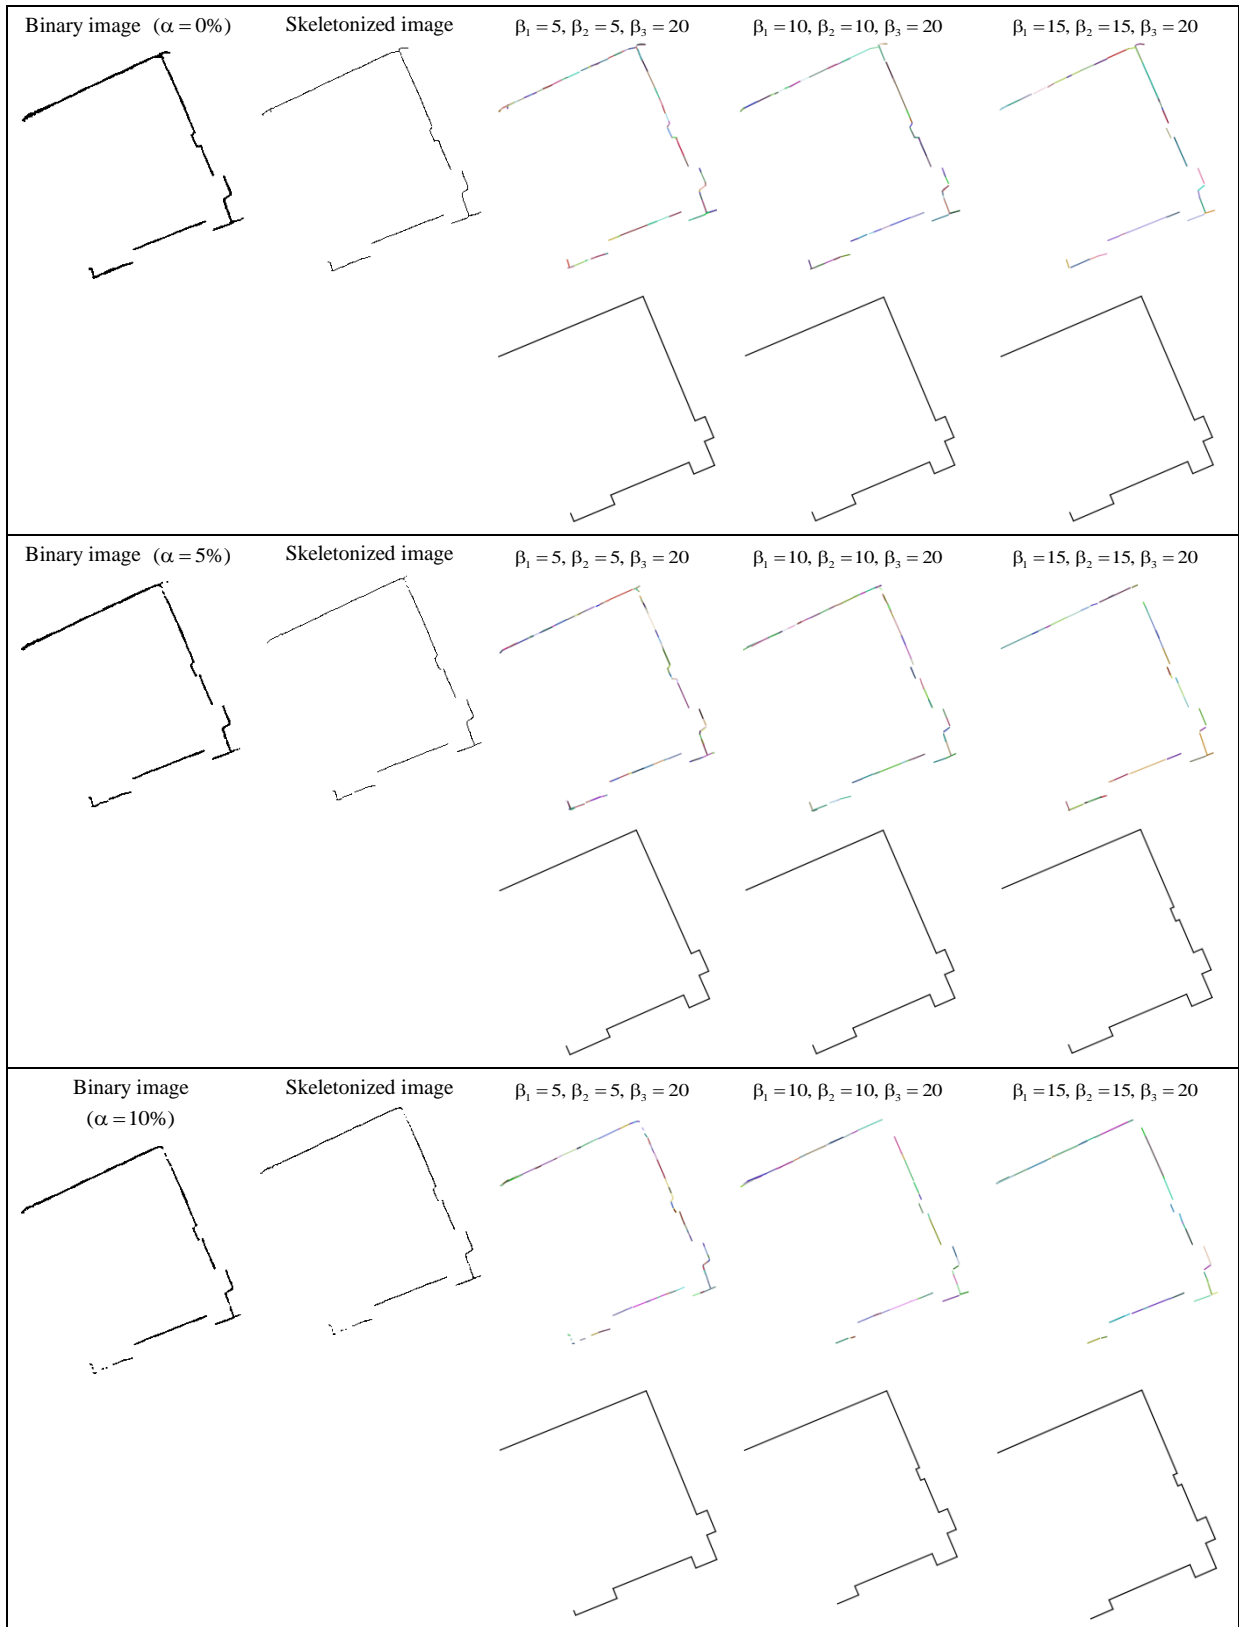 Binary image (α = 0%) Skeletonized image β₁ = 5, β₂ = 5, β₃ = 20 β₁ = 10, β₂ = 10, β₃ = 20 β₁ = 15, β₂ = 15, β₃ = 20
Binary image (α = 5%) Skeletonized image β₁ = 5, β₂ = 5, β₃ = 20 β₁ = 10, β₂ = 10, β₃ = 20 β₁ = 15, β₂ = 15, β₃ = 20
Binary image Skeletonized image β₁ = 5, β₂ = 5, β₃ = 20 β₁ = 10, β₂ = 10, β₃ = 20 β₁ = 15, β₂ = 15, β₃ = 20
(α = 10%)